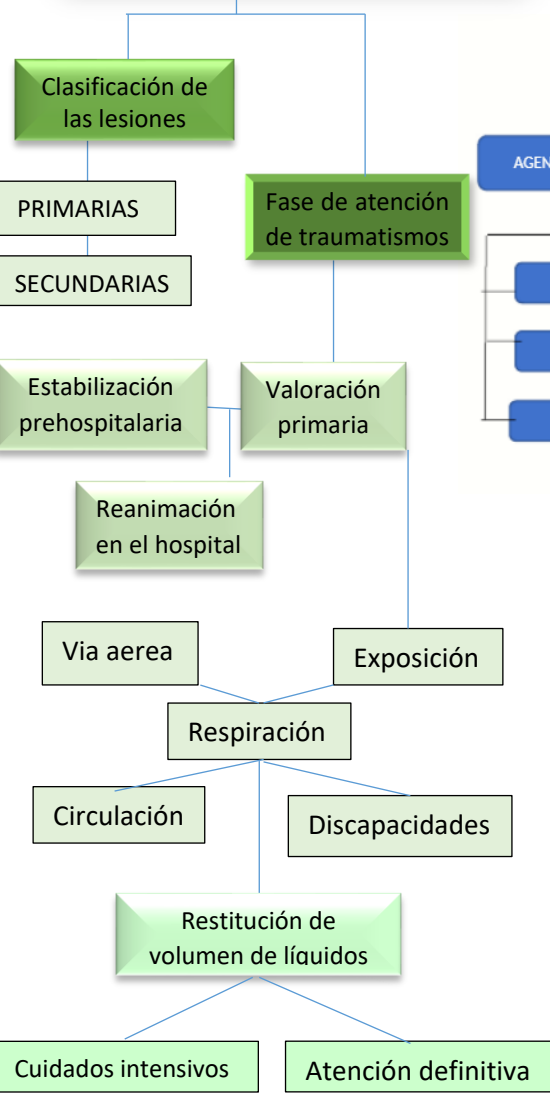 Clasificación de
las lesiones
AGEN
PRIMARIAS
Fase de atención
de traumatismos
SECUNDARIAS
Estabilización
prehospitalaria
Valoración
primaria
Reanimación
en el hospital
Via aerea
Exposición
Respiración
Circulación
Discapacidades
Restitución de
volumen de líquidos
Cuidados intensivos
Atención definitiva